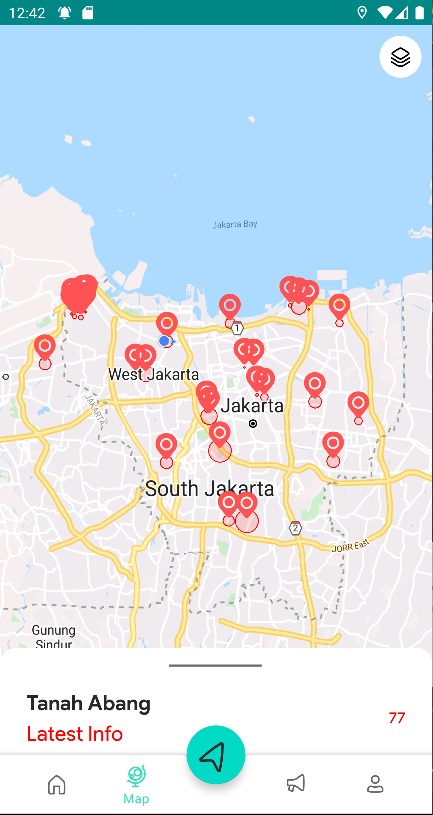 12:42
Jakarta Bay
1
West Jakarta
JAKARTA
Jakarta
South Jakarta
2
JORR East
Gunung
Sindur
Tanah Abang
77
Latest Info
Map